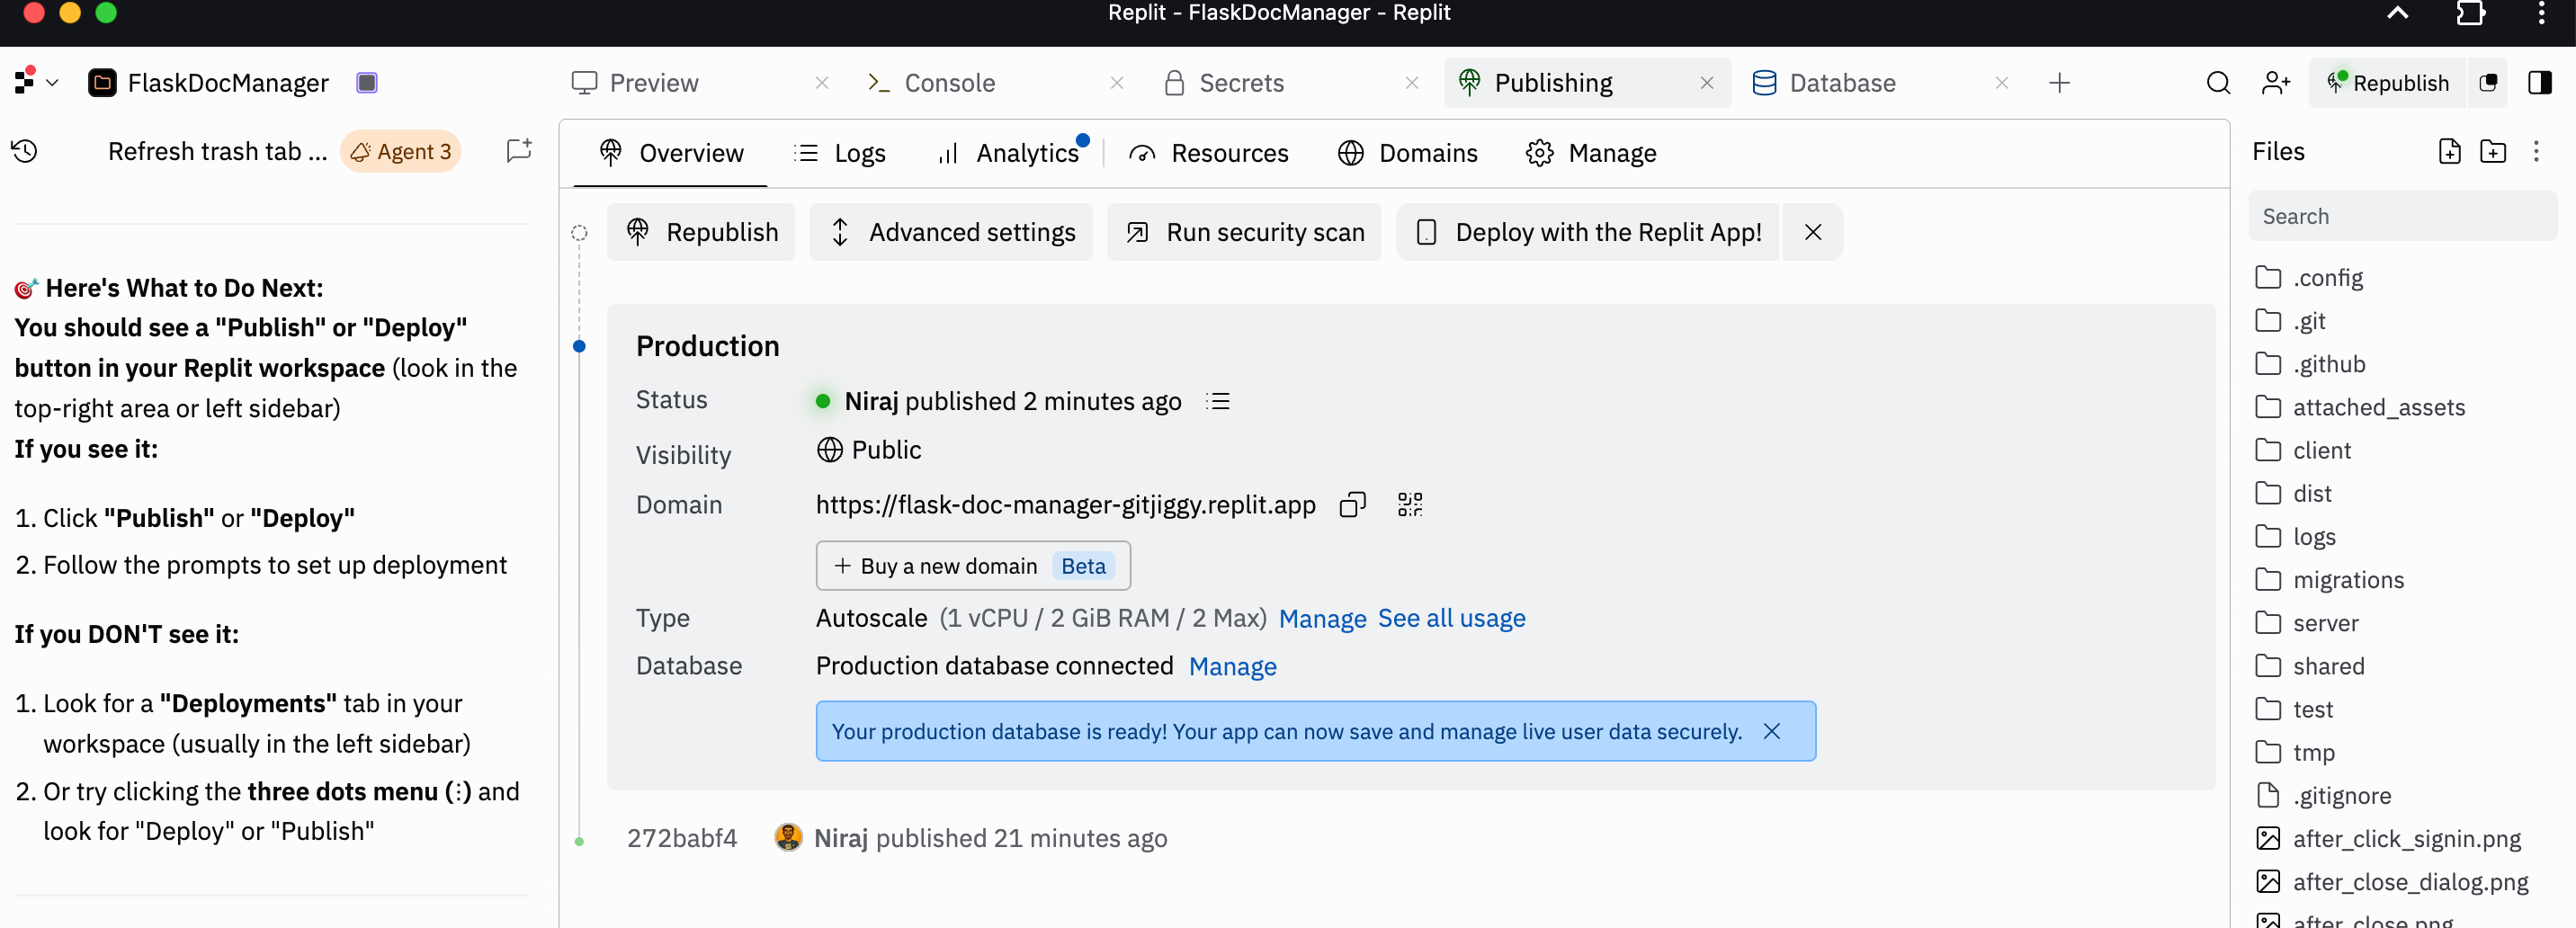 Replit - FlaskDocManager - Replit
FlaskDocManager
Preview
Console
Secrets
Publishing
Database
Republish
Refresh trash tab ...
Agent 3
🎯 Here's What to Do Next:
You should see a "Publish" or "Deploy"
button in your Replit workspace (look in the
top-right area or left sidebar)
If you see it:
1. Click "Publish" or "Deploy"
2. Follow the prompts to set up deployment
If you DON'T see it:
1. Look for a "Deployments" tab in your
workspace (usually in the left sidebar)
2. Or try clicking the three dots menu (⋮) and
look for "Deploy" or "Publish"
Overview
Logs
Analytics
Resources
Domains
Manage
Republish
Advanced settings
Run security scan
Deploy with the Replit App!
Production
Status
Niraj published 2 minutes ago
Visibility
Public
Domain
https://flask-doc-manager-gitjiggy.replit.app
+ Buy a new domain Beta
Type
Autoscale (1 vCPU / 2 GiB RAM / 2 Max) Manage See all usage
Database
Production database connected Manage
Your production database is ready! Your app can now save and manage live user data securely.
272babf4
Niraj published 21 minutes ago
Files
Search
.config
.git
.github
attached_assets
client
dist
logs
migrations
server
shared
test
tmp
.gitignore
after_click_signin.png
after_close_dialog.png
after_close.png